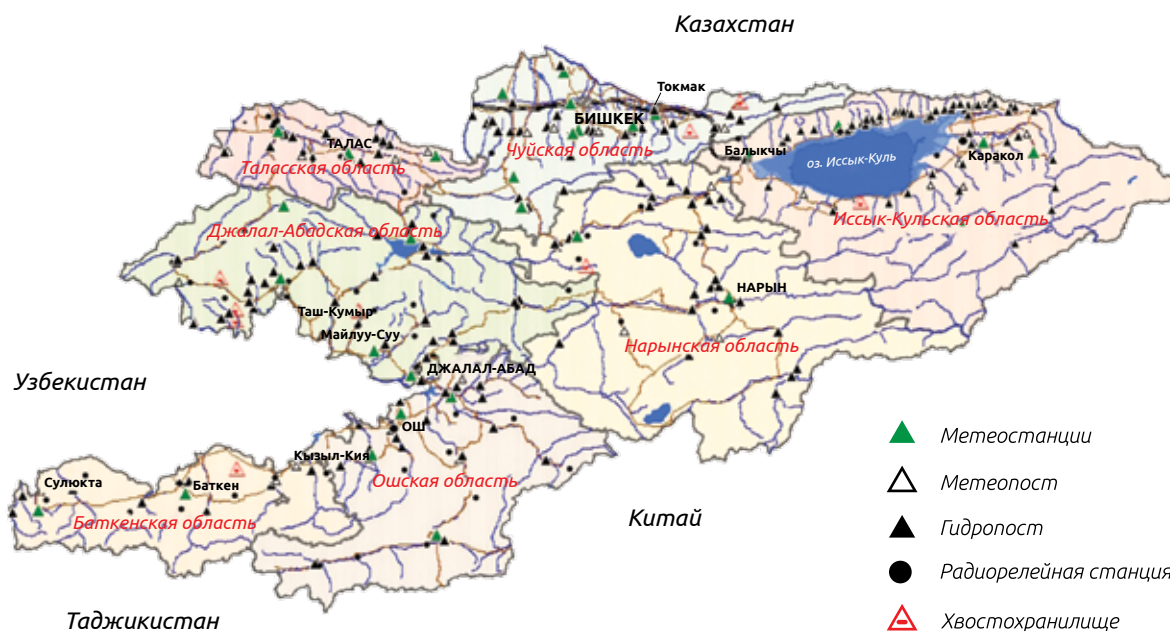 Казахстан
Токмак
БИШКЕК
Чуйская область
ТАЛАС
Таласская область
Балыкчы
оз. Иссык-Куль
Каракол
Иссык-Кульская область
Джалал-Абадская область
НАРЫН
Таш-Кумыр
Майлуу-Суу
Нарынская область
ДЖАЛАЛ-АБАД
Узбекистан
ОШ
Кызыл-Кия
Ошская область
Сулюкта
Баткен
Баткенская область
Китай
Таджикистан
Метеостанции
Метеопост
Гидропост
Радиорелейная станция
Хвостохранилище